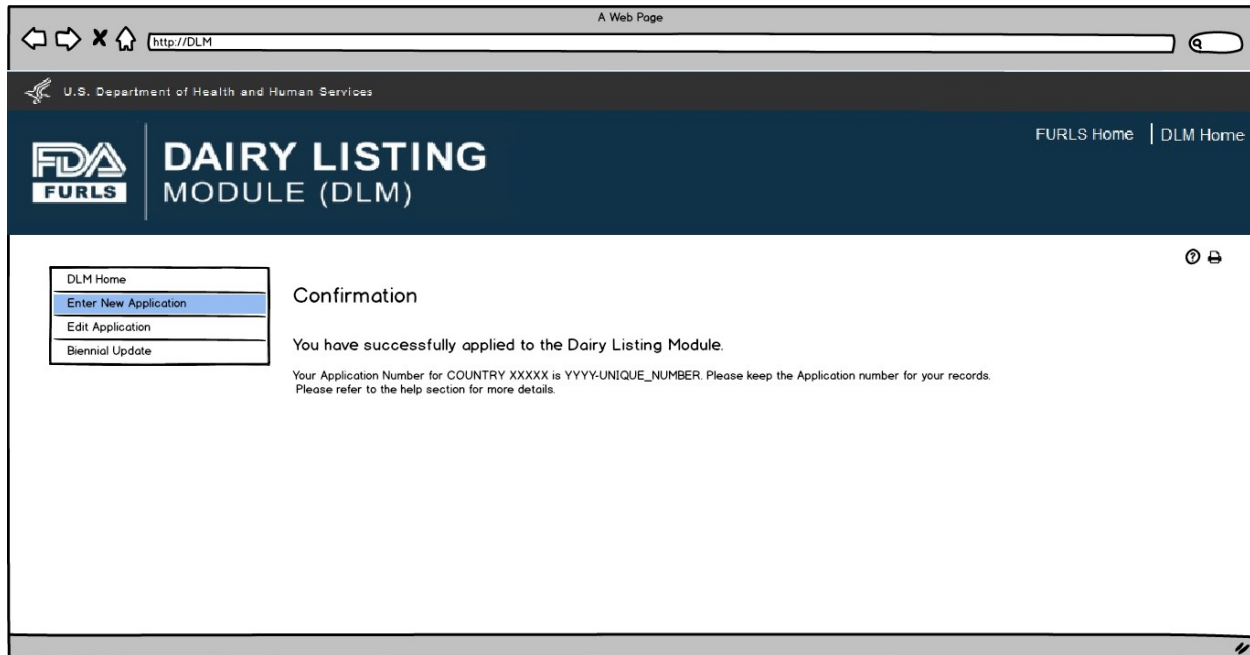 A Web Page
http://DLM
U.S. Department of Health and Human Services
FURLS Home | DLM Home
FDA
FURLS
DAIRY LISTING
MODULE (DLM)
DLM Home
Enter New Application
Edit Application
Biennial Update
Confirmation
You have successfully applied to the Dairy Listing Module.
Your Application Number for COUNTRY XXXXX is YYYY-UNIQUE_NUMBER. Please keep the Application number for your records.
Please refer to the help section for more details.